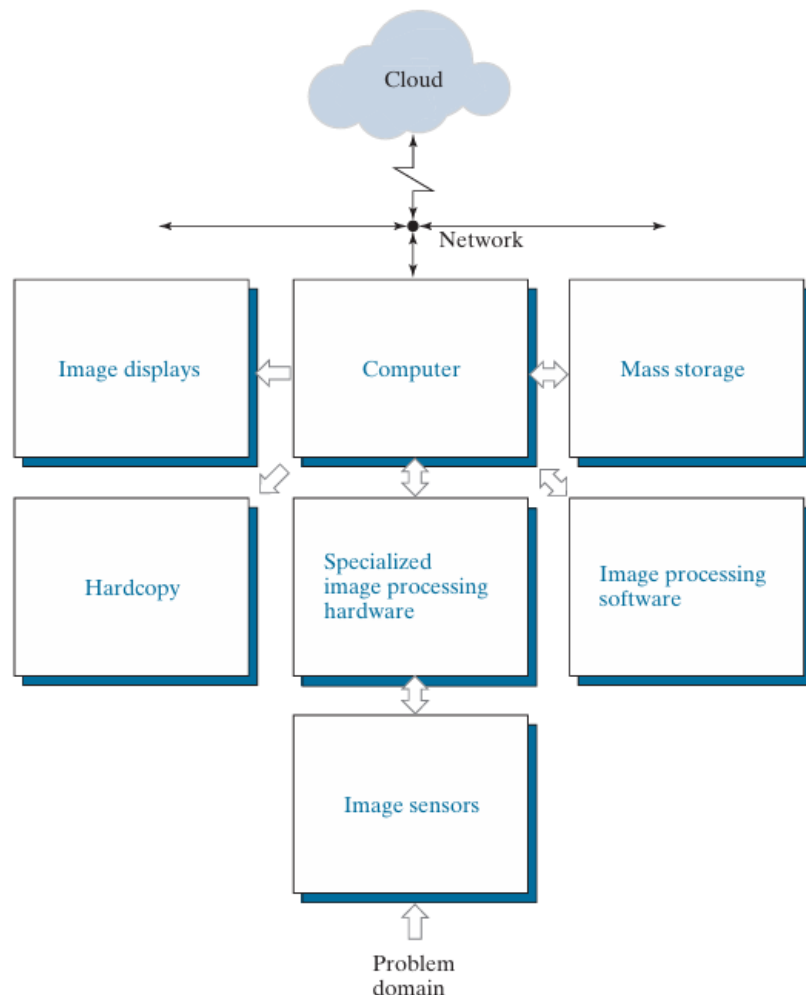 Cloud
Network
Image displays
Computer
Mass storage
Hardcopy
Specialized
image processing
hardware
Image processing
software
Image sensors
Problem
domain